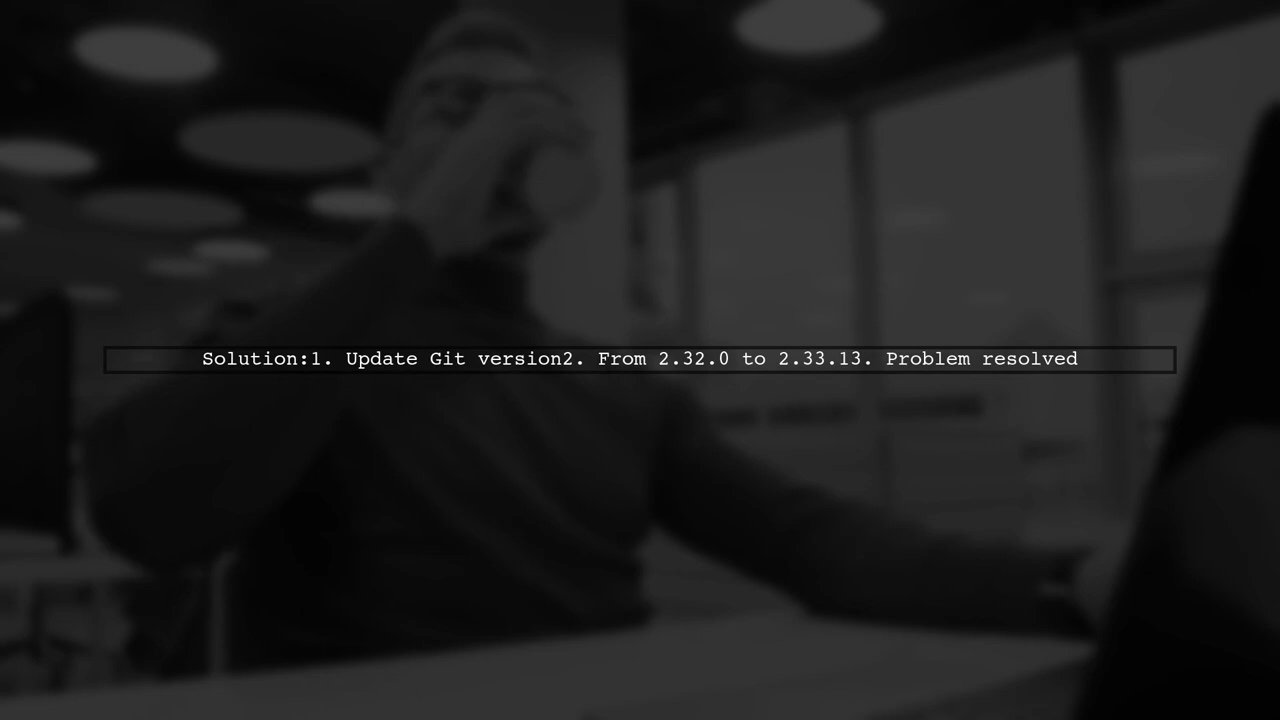 Solution:1. Update Git version2. From 2.32.0 to 2.33.13. Problem resolved